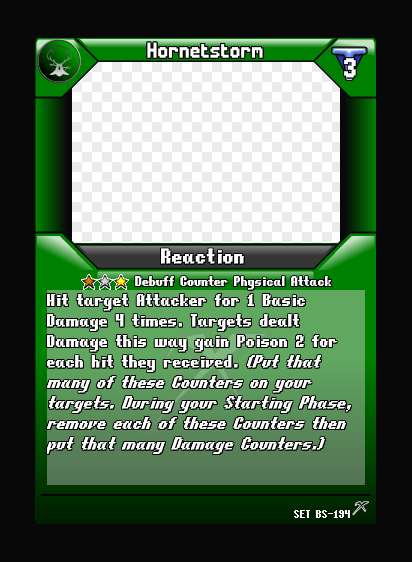 Hornetstorm
3
Reaction
Debuff Counter Physical Attack
Hit target Attacker for 1 Basic
Damage 4 times. Targets dealt
Damage this way gain Poison 2 for
each hit they received. (Put that
many of these Counters on your
targets. During your Starting Phase,
remove each of these Counters then
put that many Damage Counters.)
SET BS-194